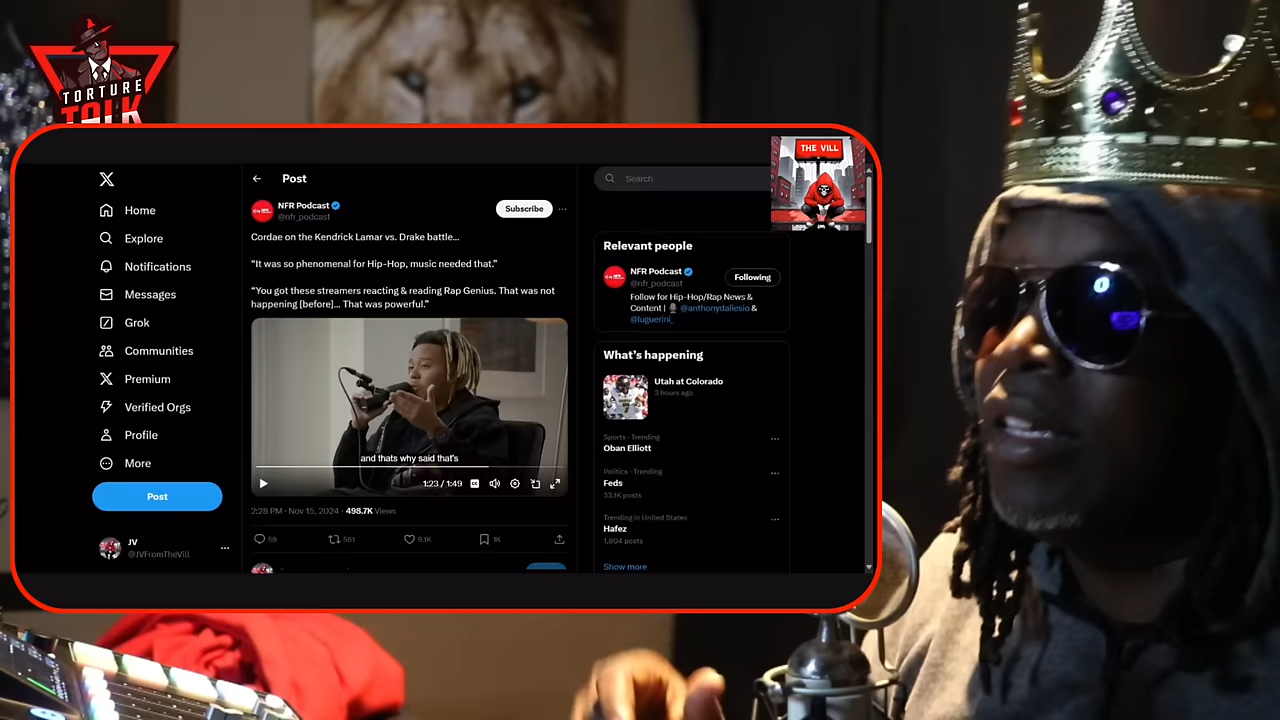 TORTURE
TALK
THE VILL
Post
Search
Home
Explore
Notifications
Messages
Grok
Communities
Premium
Verified Orgs
Profile
More
Post
JV
@JVFromTheVill
NFR Podcast
@nfr_podcast
Subscribe
Cordae on the Kendrick Lamar vs. Drake battle...
“It was so phenomenal for Hip-Hop, music needed that.”
“You got these streamers reacting & reading Rap Genius. That was not
happening [before]... That was powerful.”
and thats why said that's
1:23 / 1:49
2:28 PM · Nov 15, 2024 · 498.7K Views
59
561
9.1K
1K
Relevant people
NFR Podcast
@nfr_podcast
Following
Follow for Hip-Hop/Rap News &
Content | @anthonydaliesio &
@luguerini_
What's happening
Utah at Colorado
3 hours ago
Sports · Trending
Oban Elliott
Politics · Trending
Feds
33.1K posts
Trending in United States
Hafez
1,804 posts
Show more